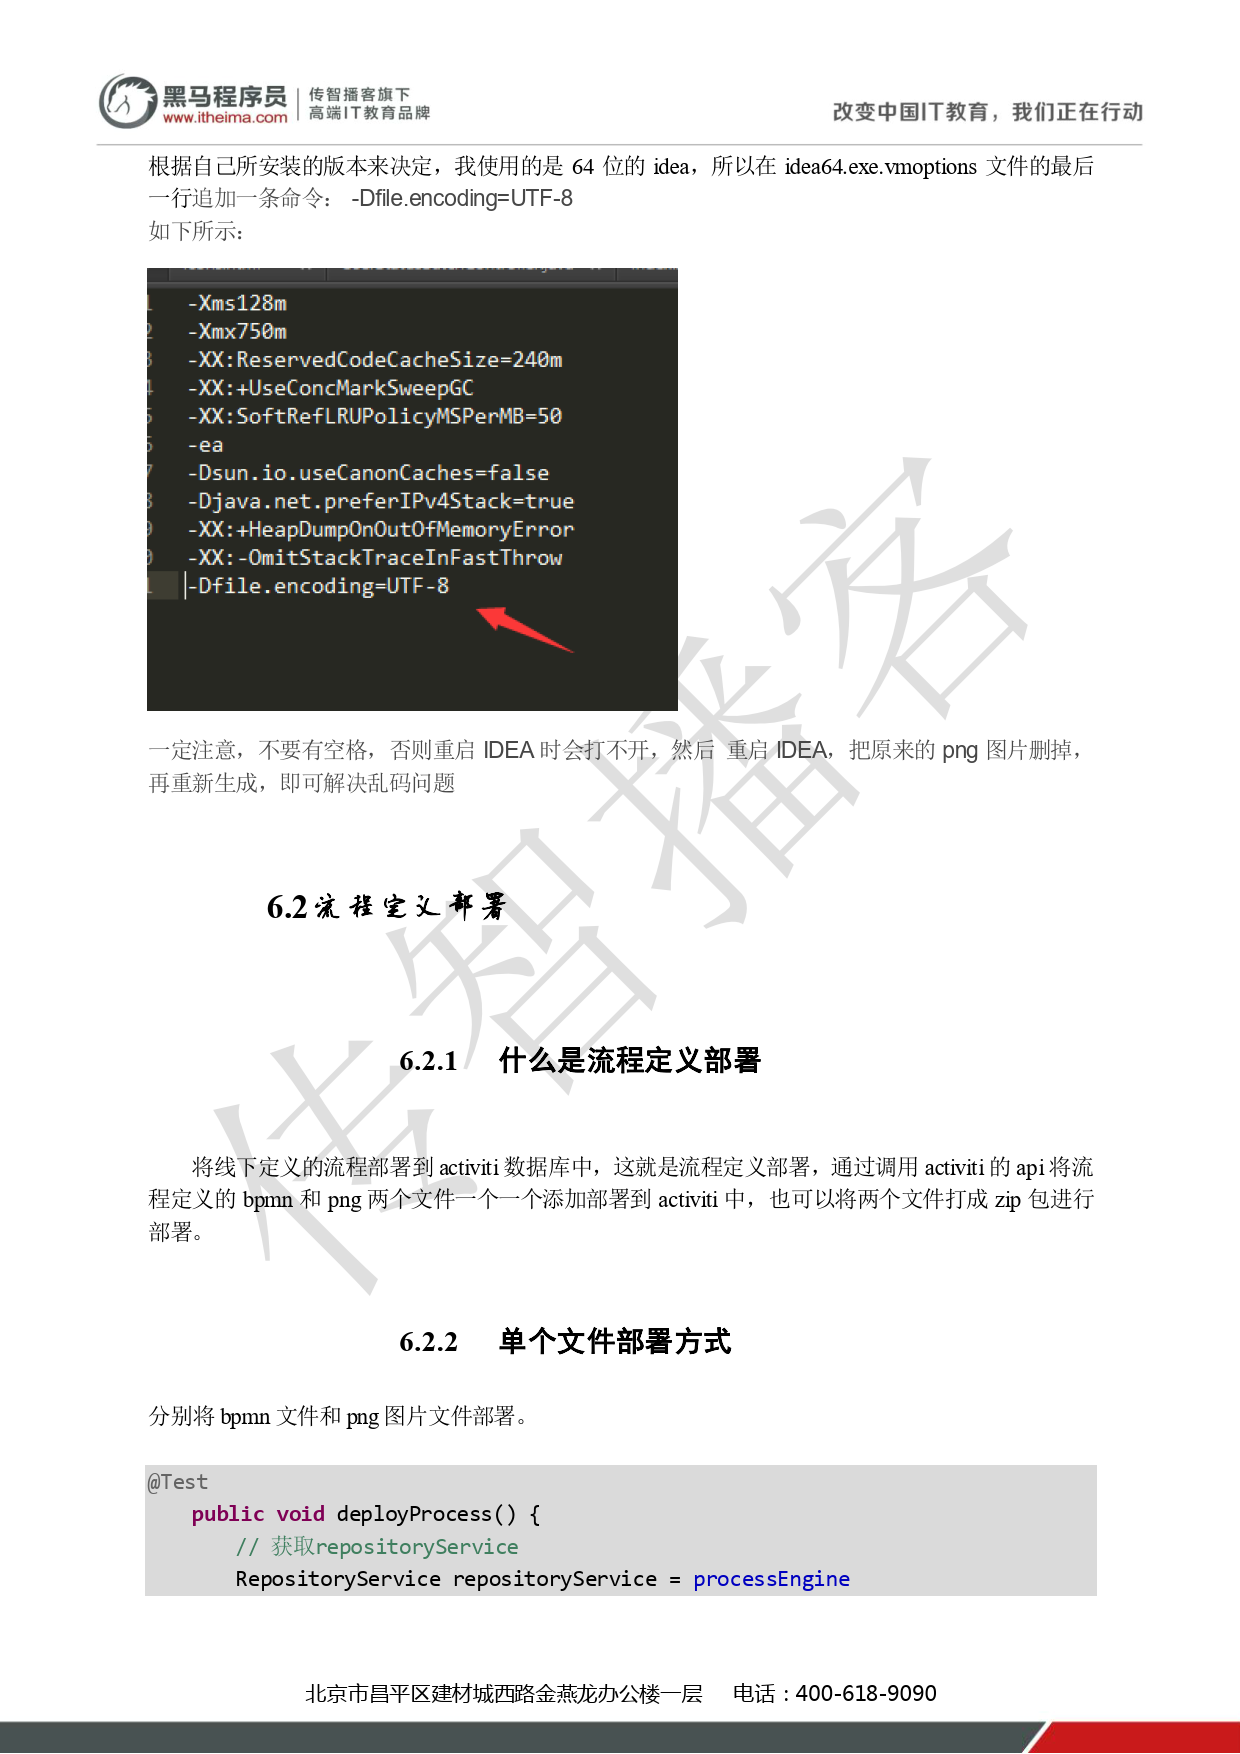 黑马程序员
www.itheima.com
传智播客旗下
高端IT教育品牌
改变中国IT教育，我们正在行动
根据自己所安装的版本来决定，我使用的是 64 位的 idea，所以在 idea64.exe.vmoptions 文件的最后
一行追加一条命令： -Dfile.encoding=UTF-8
如下所示：
-Xms128m
-Xmx750m
-XX:ReservedCodeCacheSize=240m
-XX:+UseConcMarkSweepGC
-XX:SoftRefLRUPolicyMSPerMB=50
-ea
-Dsun.io.useCanonCaches=false
-Djava.net.preferIPv4Stack=true
-XX:+HeapDumpOnOutOfMemoryError
-XX:-OmitStackTraceInFastThrow
-Dfile.encoding=UTF-8
一定注意，不要有空格，否则重启 IDEA 时会打不开，然后 重启 IDEA，把原来的 png 图片删掉，
再重新生成，即可解决乱码问题
6.2流程定义部署
6.2.1 什么是流程定义部署
将线下定义的流程部署到 activiti 数据库中，这就是流程定义部署，通过调用 activiti 的 api 将流
程定义的 bpmn 和 png 两个文件一个一个添加部署到 activiti 中，也可以将两个文件打成 zip 包进行
部署。
6.2.2 单个文件部署方式
分别将 bpmn 文件和 png 图片文件部署。
@Test
public void deployProcess() {
// 获取repositoryService
RepositoryService repositoryService = processEngine
北京市昌平区建材城西路金燕龙办公楼一层 电话：400-618-9090
传智播客